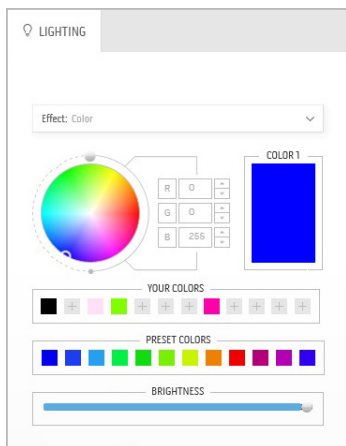 LIGHTING
Effect: Color
COLOR 1
R 0
G 0
B 255
YOUR COLORS
PRESET COLORS
BRIGHTNESS